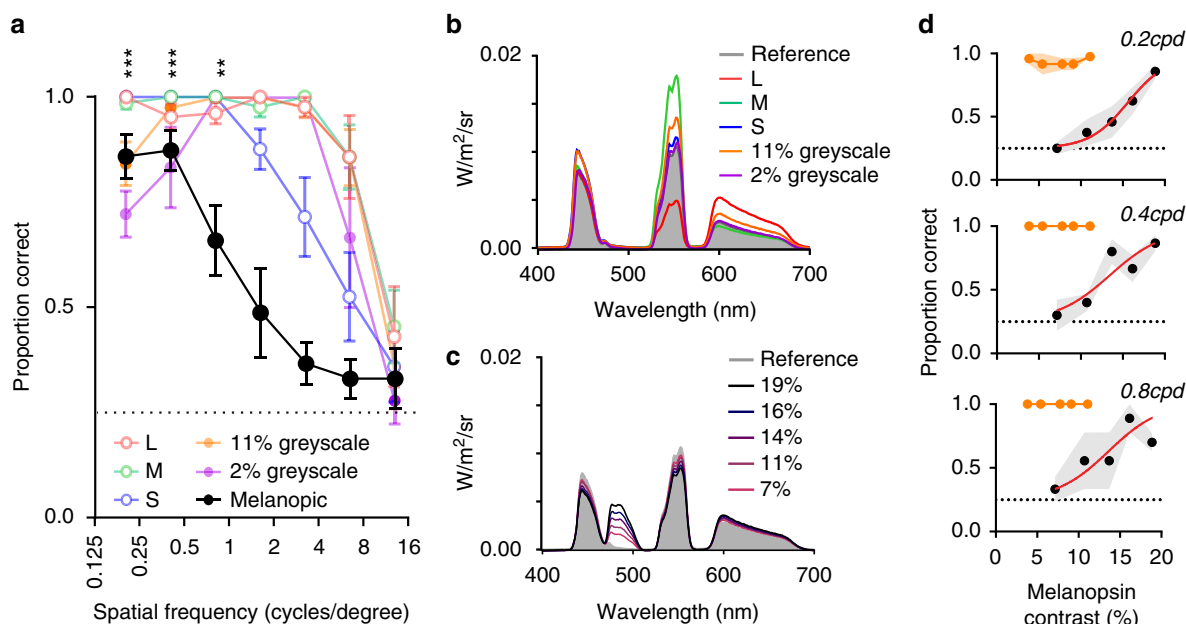 a
***
***
**
1.0
0.5
0.0
Proportion correct
L
M
S
11% greyscale
2% greyscale
Melanopic
0.125
0.25
0.5
1
2
4
8
16
Spatial frequency (cycles/degree)
b
0.02
0.00
W/m²/sr
Reference
L
M
S
11% greyscale
2% greyscale
400
500
600
700
Wavelength (nm)
c
0.02
0.00
W/m²/sr
Reference
19%
16%
14%
11%
7%
400
500
600
700
Wavelength (nm)
d
0.2cpd
1.0
0.5
0.0
0.4cpd
1.0
0.5
0.0
Proportion correct
0.8cpd
1.0
0.5
0.0
0
5
10
15
20
Melanopsin
contrast (%)